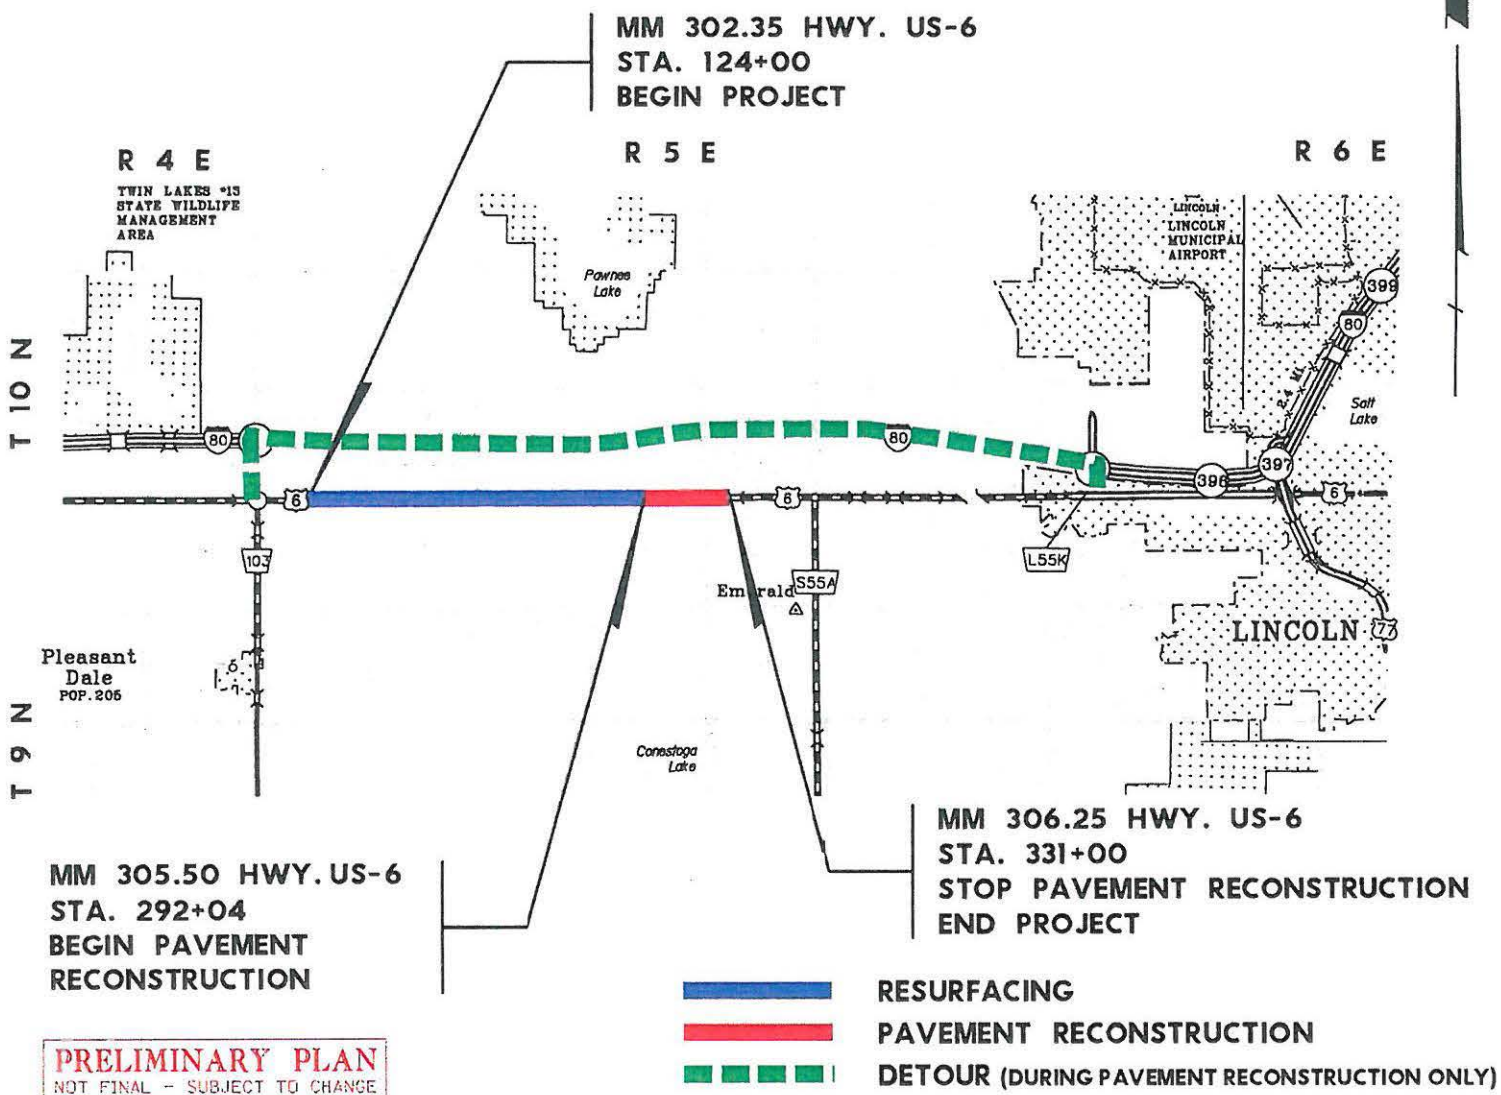 MM 302.35 HWY. US-6
STA. 124+00
BEGIN PROJECT
R 4 E
R 5 E
R 6 E
TWIN LAKES #13
STATE WILDLIFE
MANAGEMENT
AREA
LINCOLN
LINCOLN
MUNICIPAL
AIRPORT
Pawnee
Lake
399
80
2.4 MI.
Salt
Lake
T 10 N
80
80
397
396
6
6
6
103
L55K
S55A
Emerald
LINCOLN
77
Pleasant
Dale
POP. 205
6
T 9 N
Conestoga
Lake
MM 306.25 HWY. US-6
STA. 331+00
STOP PAVEMENT RECONSTRUCTION
END PROJECT
MM 305.50 HWY. US-6
STA. 292+04
BEGIN PAVEMENT
RECONSTRUCTION
RESURFACING
PAVEMENT RECONSTRUCTION
DETOUR (DURING PAVEMENT RECONSTRUCTION ONLY)
PRELIMINARY PLAN
NOT FINAL - SUBJECT TO CHANGE